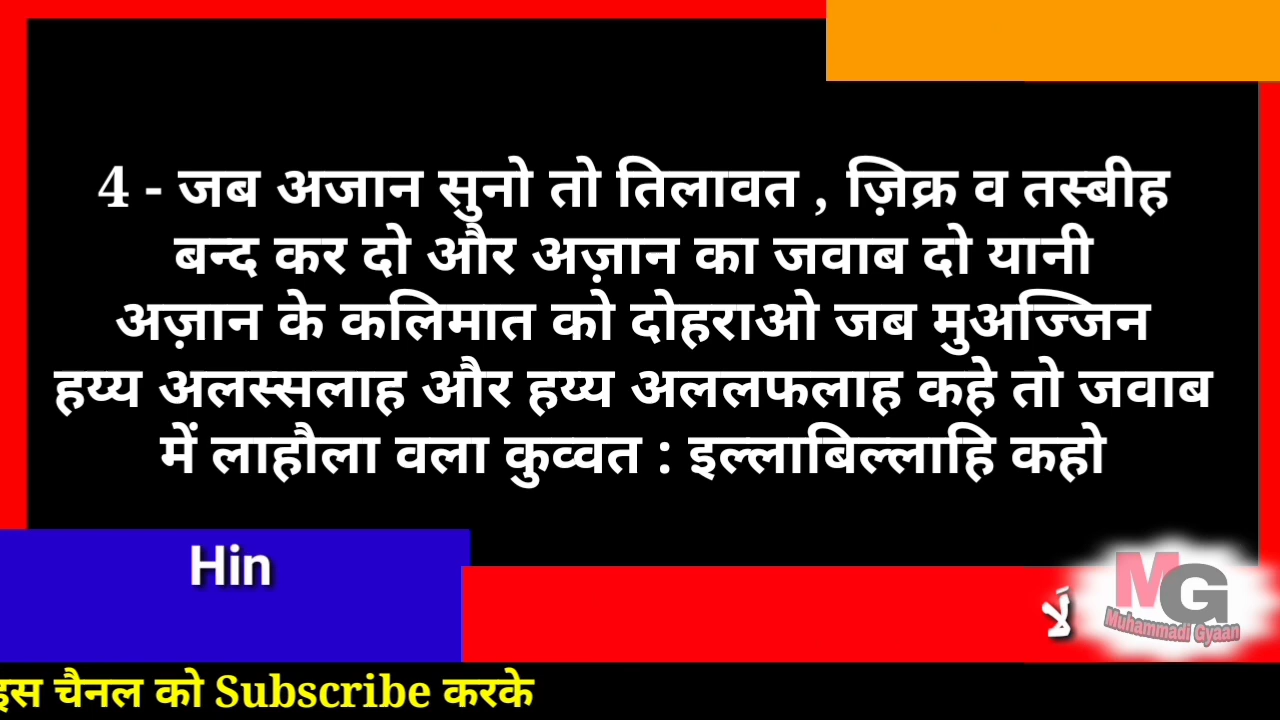 4 - जब अजान सुनो तो तिलावत , ज़िक्र व तस्बीह
बन्द कर दो और अज़ान का जवाब दो यानी
अज़ान के कलिमात को दोहराओ जब मुअज्जिन
हय्य अलस्सलाह और हय्य अललफलाह कहे तो जवाब
में लाहौला वला कुव्वत : इल्लाबिल्लाहि कहो
Hin
لَا
MG
Muhammadi Gyaan
इस चैनल को Subscribe करके